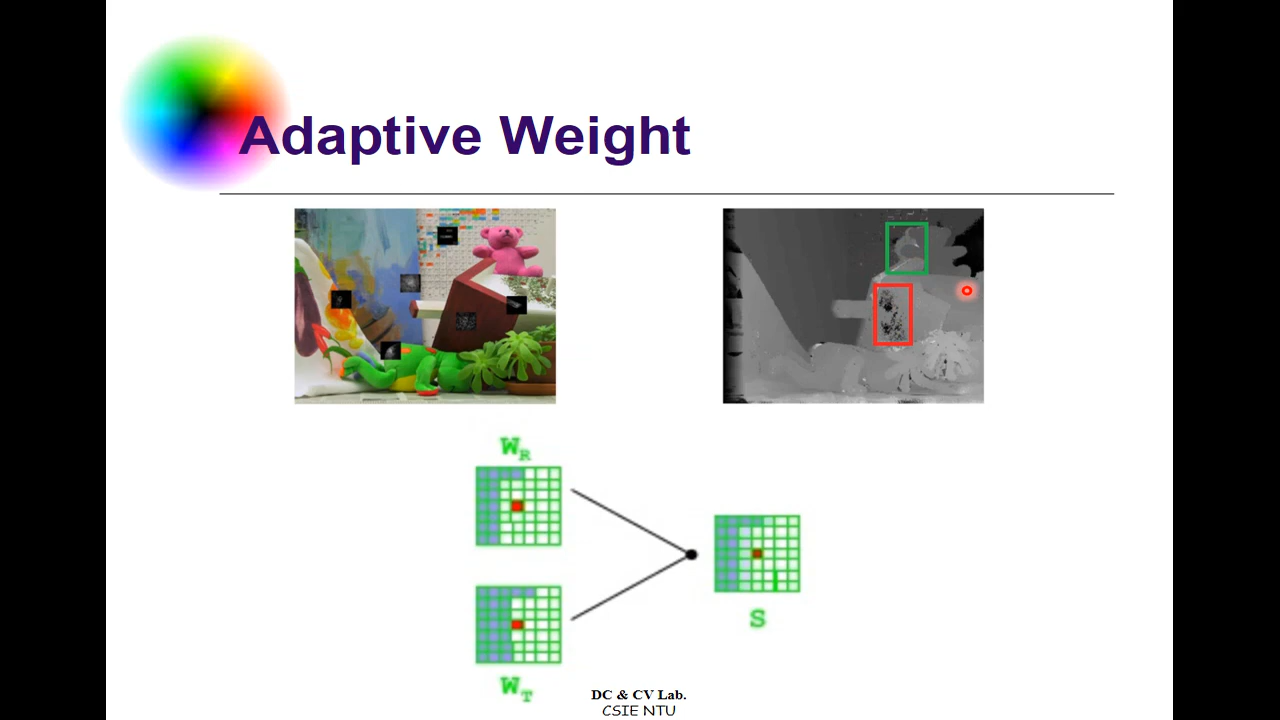 Adaptive Weight
W_R
W_T
S
DC & CV Lab.
CSIE NTU